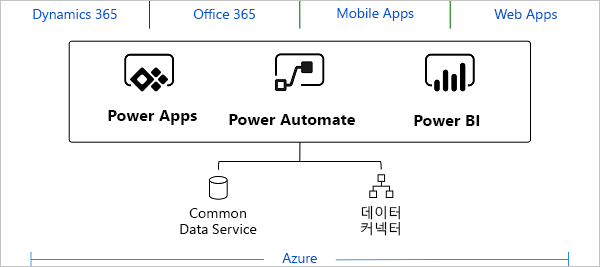 Dynamics 365
Office 365
Mobile Apps
Web Apps
Power Apps
Power Automate
Power BI
Common
Data Service
데이터
커넥터
Azure